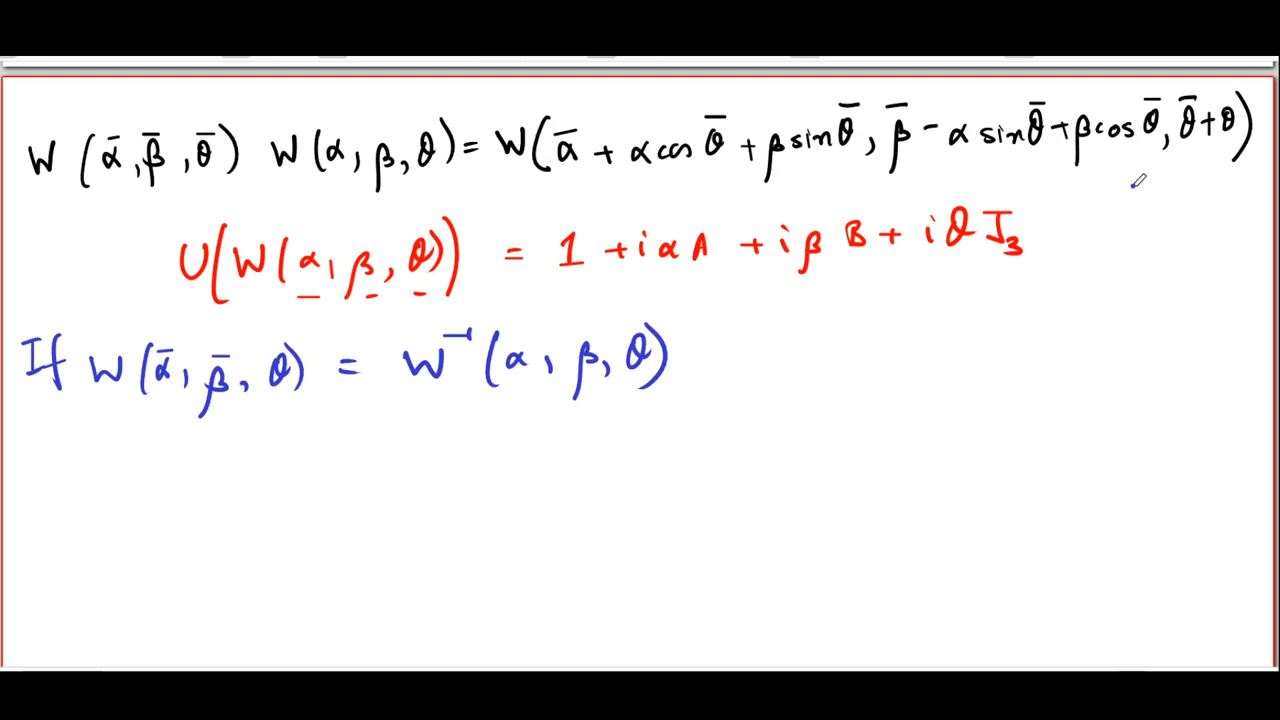 W(ᾱ, β̄, θ̄) W(α, β, θ) = W(ᾱ + α cos θ̄ + β sin θ̄, β̄ - α sin θ̄ + β cos θ̄, θ̄ + θ)
U(W(α, β, θ)) = 1 + iαA + iβB + iθJ₃
If W(ᾱ, β̄, θ) = W⁻¹(α, β, θ)